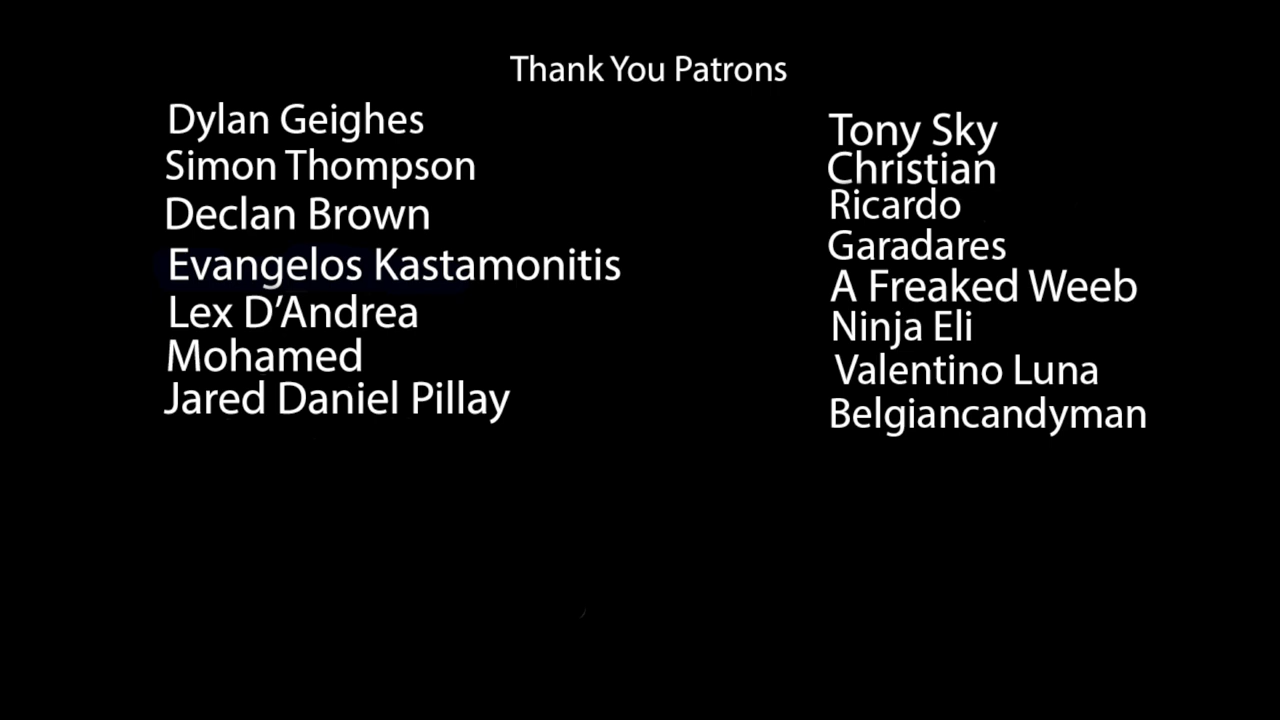 Thank You Patrons
Dylan Geighes
Simon Thompson
Declan Brown
Evangelos Kastamonitis
Lex D’Andrea
Mohamed
Jared Daniel Pillay
Tony Sky
Christian
Ricardo
Garadares
A Freaked Weeb
Ninja Eli
Valentino Luna
Belgiancandyman